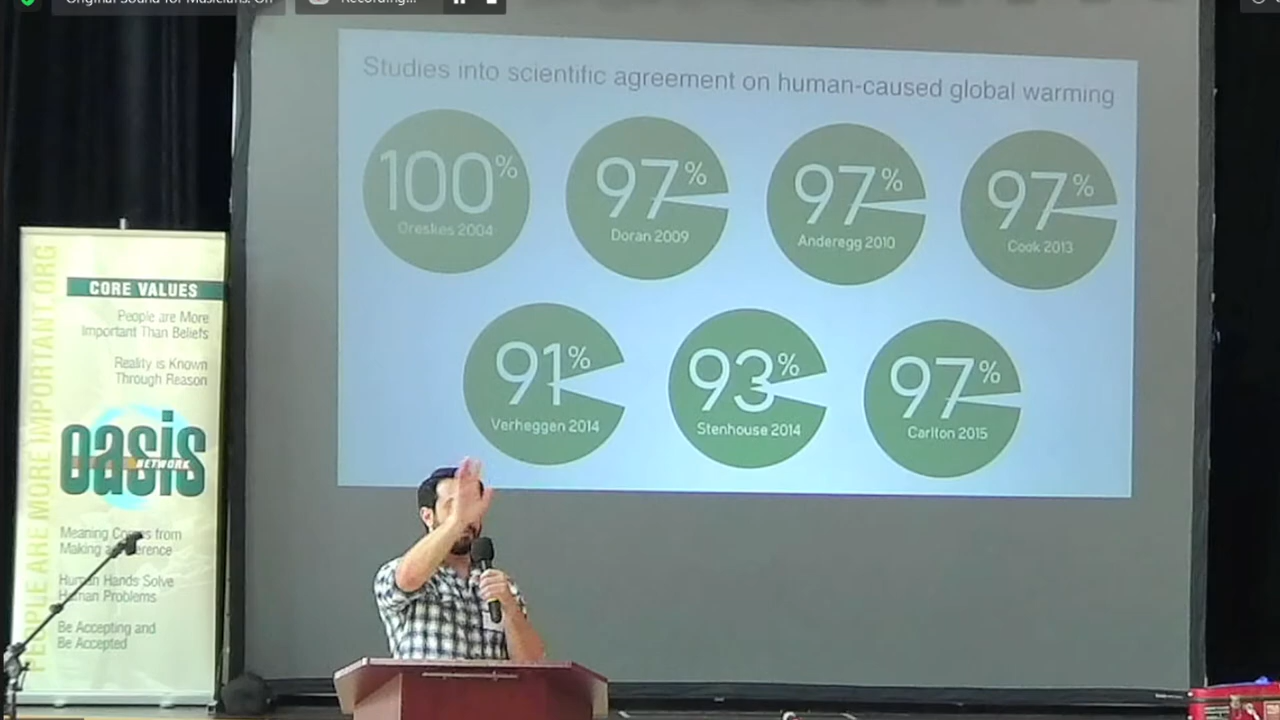 Original Sound for Musicians: On
Recording...
Studies into scientific agreement on human-caused global warming
100%
Oreskes 2004
97%
Doran 2009
97%
Anderegg 2010
97%
Cook 2013
91%
Verheggen 2014
93%
Stenhouse 2014
97%
Carlton 2015
PEOPLE ARE MORE IMPORTANT.ORG
CORE VALUES
People are More
Important Than Beliefs
Reality is Known
Through Reason
oasis
NETWORK
Meaning Comes from
Making a
Human Hands Solve
Human Problems
Be Accepting and
Be Accepted